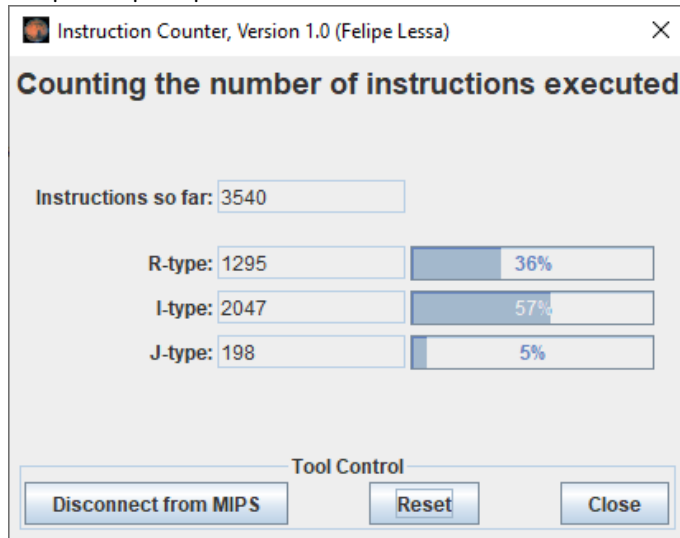 Instruction Counter, Version 1.0 (Felipe Lessa)
Counting the number of instructions executed
Instructions so far: 3540
R-type: 1295 36%
I-type: 2047 57%
J-type: 198 5%
Tool Control
Disconnect from MIPS Reset Close